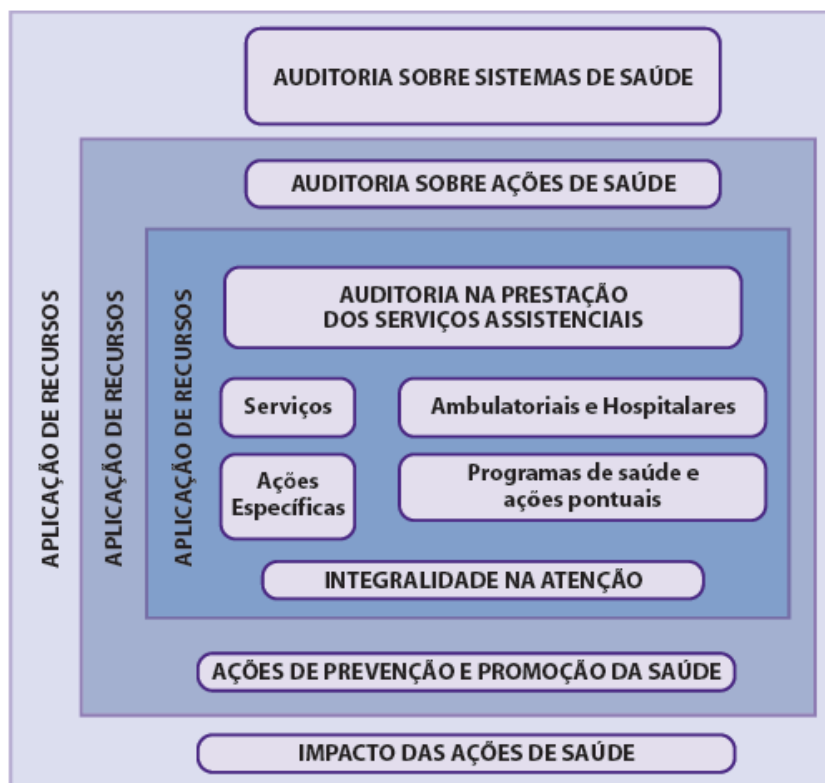 AUDITORIA SOBRE SISTEMAS DE SAÚDE
AUDITORIA SOBRE AÇÕES DE SAÚDE
AUDITORIA NA PRESTAÇÃO
DOS SERVIÇOS ASSISTENCIAIS
APLICAÇÃO DE RECURSOS
APLICAÇÃO DE RECURSOS
APLICAÇÃO DE RECURSOS
Serviços
Ambulatoriais e Hospitalares
Ações
Específicas
Programas de saúde e
ações pontuais
INTEGRALIDADE NA ATENÇÃO
AÇÕES DE PREVENÇÃO E PROMOÇÃO DA SAÚDE
IMPACTO DAS AÇÕES DE SAÚDE